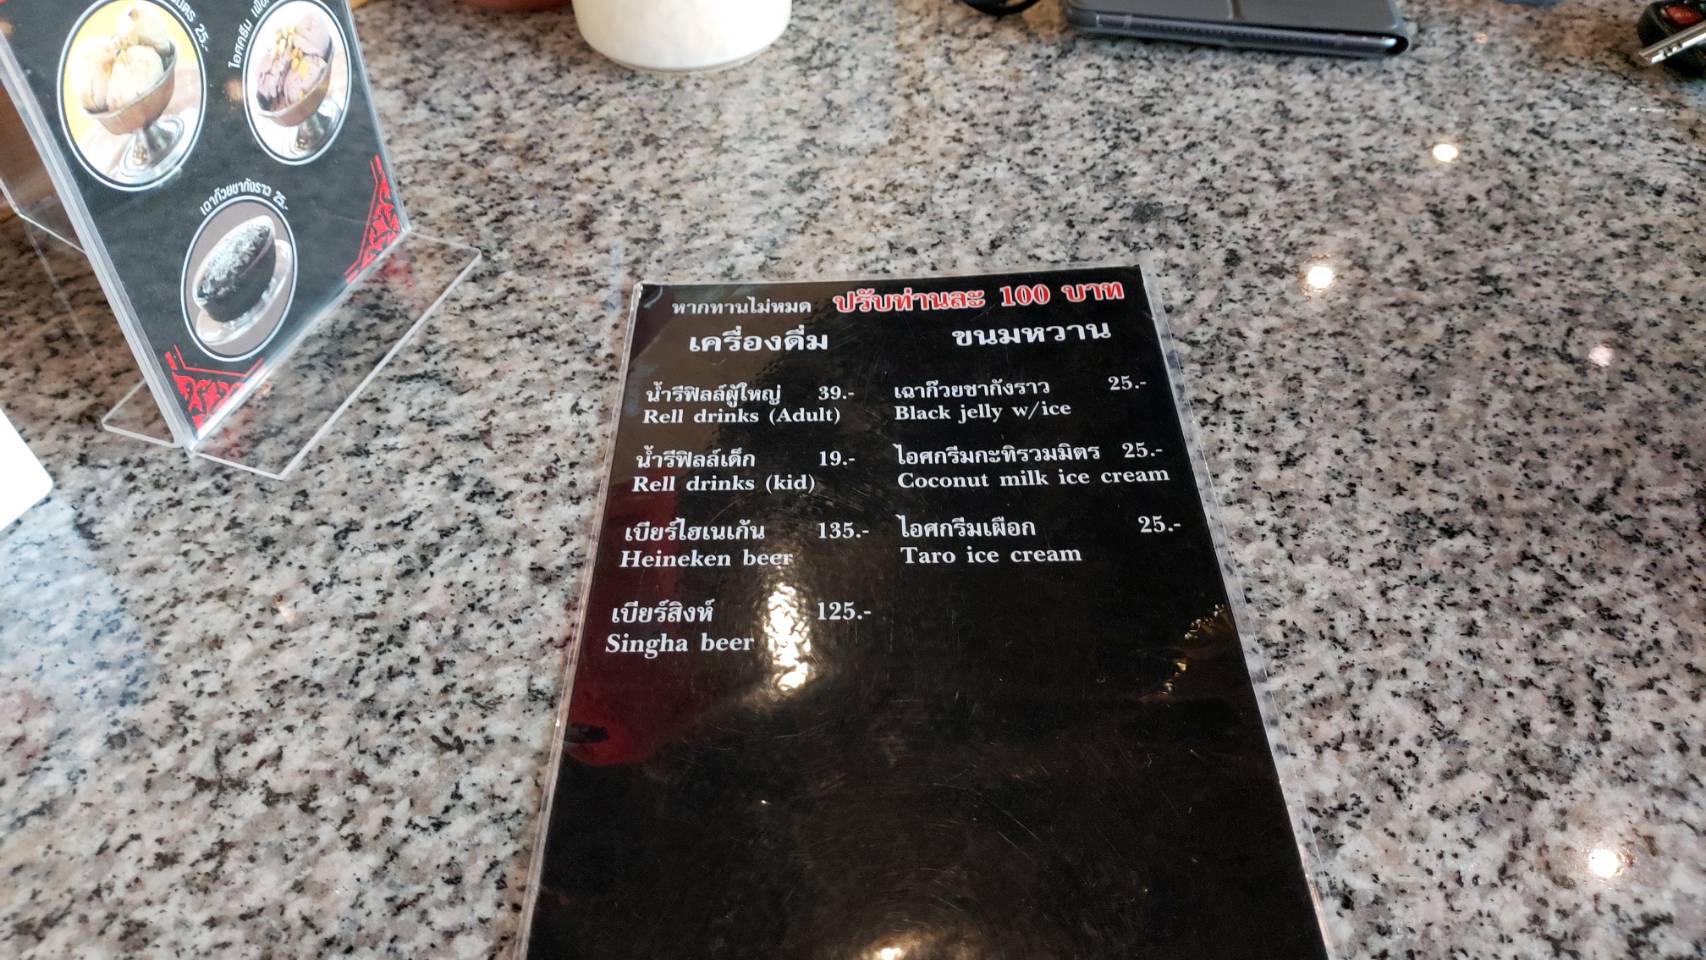 25.-
ไอศครีม
เฉาก๊วยชากังราว 25.-
หากทานไม่หมด ปรับท่านละ 100 บาท
เครื่องดื่ม
น้ำรีฟิลล์ผู้ใหญ่ 39.-
Rell drinks (Adult)
น้ำรีฟิลล์เด็ก 19.-
Rell drinks (kid)
เบียร์ไฮเนเก้น 135.-
Heineken beer
เบียร์สิงห์ 125.-
Singha beer
ขนมหวาน
เฉาก๊วยชากังราว 25.-
Black jelly w/ice
ไอศกรีมกะทิรวมมิตร 25.-
Coconut milk ice cream
ไอศกรีมเผือก 25.-
Taro ice cream